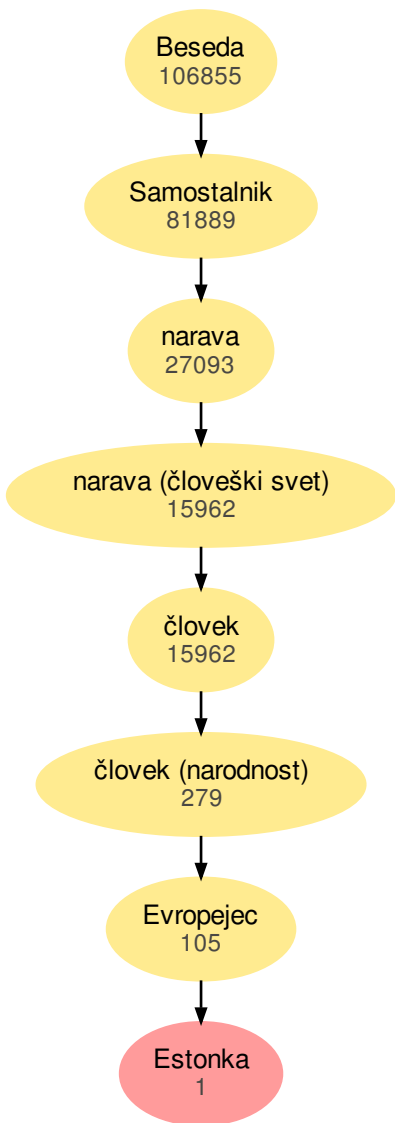 Beseda
106855
Samostalnik
81889
narava
27093
narava (človeški svet)
15962
človek
15962
človek (narodnost)
279
Evropejec
105
Estonka
1